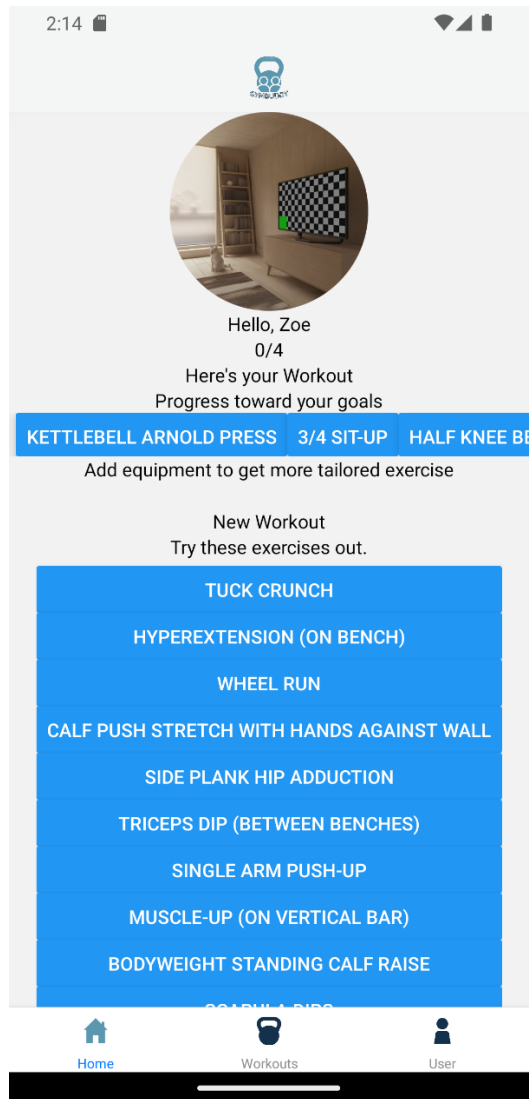 2:14
GYMBUDDY
Hello, Zoe
0/4
Here's your Workout
Progress toward your goals
KETTLEBELL ARNOLD PRESS 3/4 SIT-UP HALF KNEE BE
Add equipment to get more tailored exercise
New Workout
Try these exercises out.
TUCK CRUNCH
HYPEREXTENSION (ON BENCH)
WHEEL RUN
CALF PUSH STRETCH WITH HANDS AGAINST WALL
SIDE PLANK HIP ADDUCTION
TRICEPS DIP (BETWEEN BENCHES)
SINGLE ARM PUSH-UP
MUSCLE-UP (ON VERTICAL BAR)
BODYWEIGHT STANDING CALF RAISE
SCAPULA DIPS
Home Workouts User